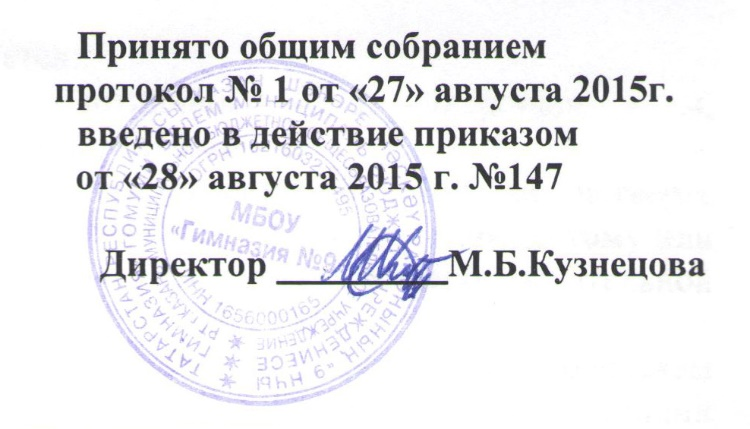 Принято общим собранием
протокол № 1 от «27» августа 2015г.
введено в действие приказом
от «28» августа 2015 г. №147
МБОУ
«Гимназия №9
Директор М.Б.Кузнецова
1656000165